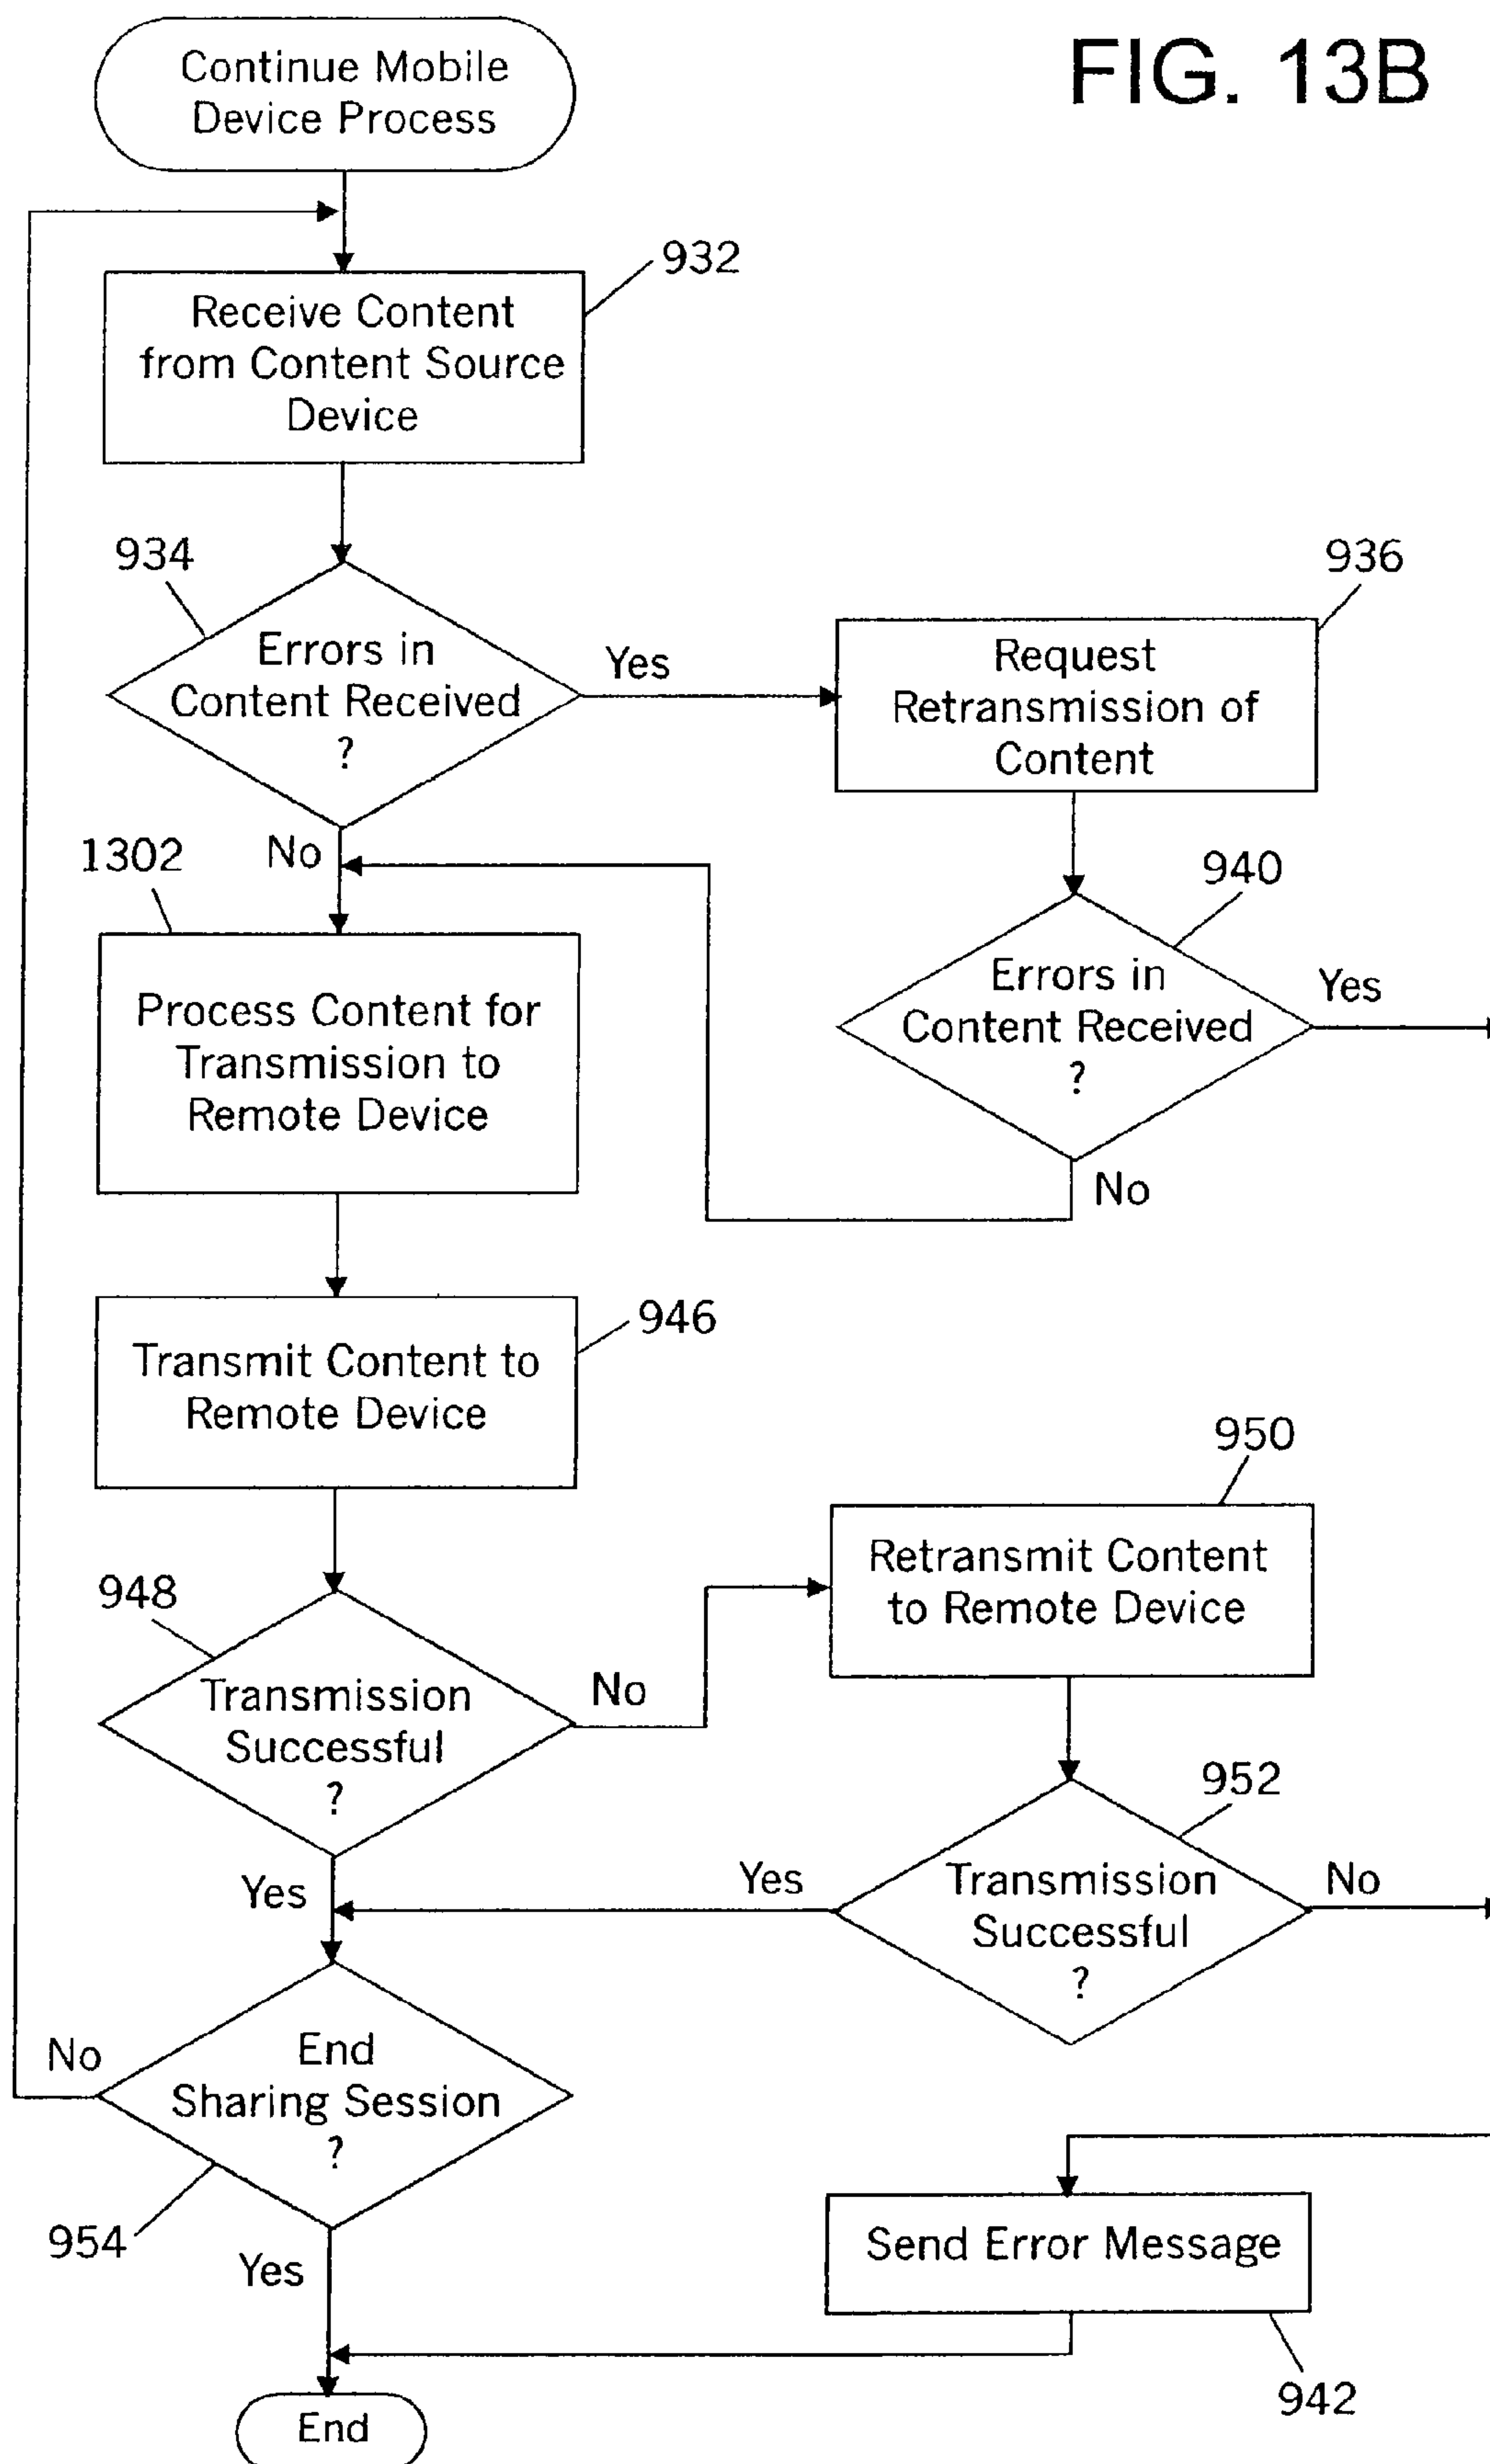 FIG. 13B
Continue Mobile
Device Process
932
Receive Content
from Content Source
Device
934
Errors in
Content Received
?
Yes
936
Request
Retransmission of
Content
940
Errors in
Content Received
?
Yes
No
No
1302
Process Content for
Transmission to
Remote Device
946
Transmit Content to
Remote Device
948
Transmission
Successful
?
No
950
Retransmit Content
to Remote Device
952
Transmission
Successful
?
No
Yes
Yes
End
Sharing Session
?
No
954
Yes
Send Error Message
942
End